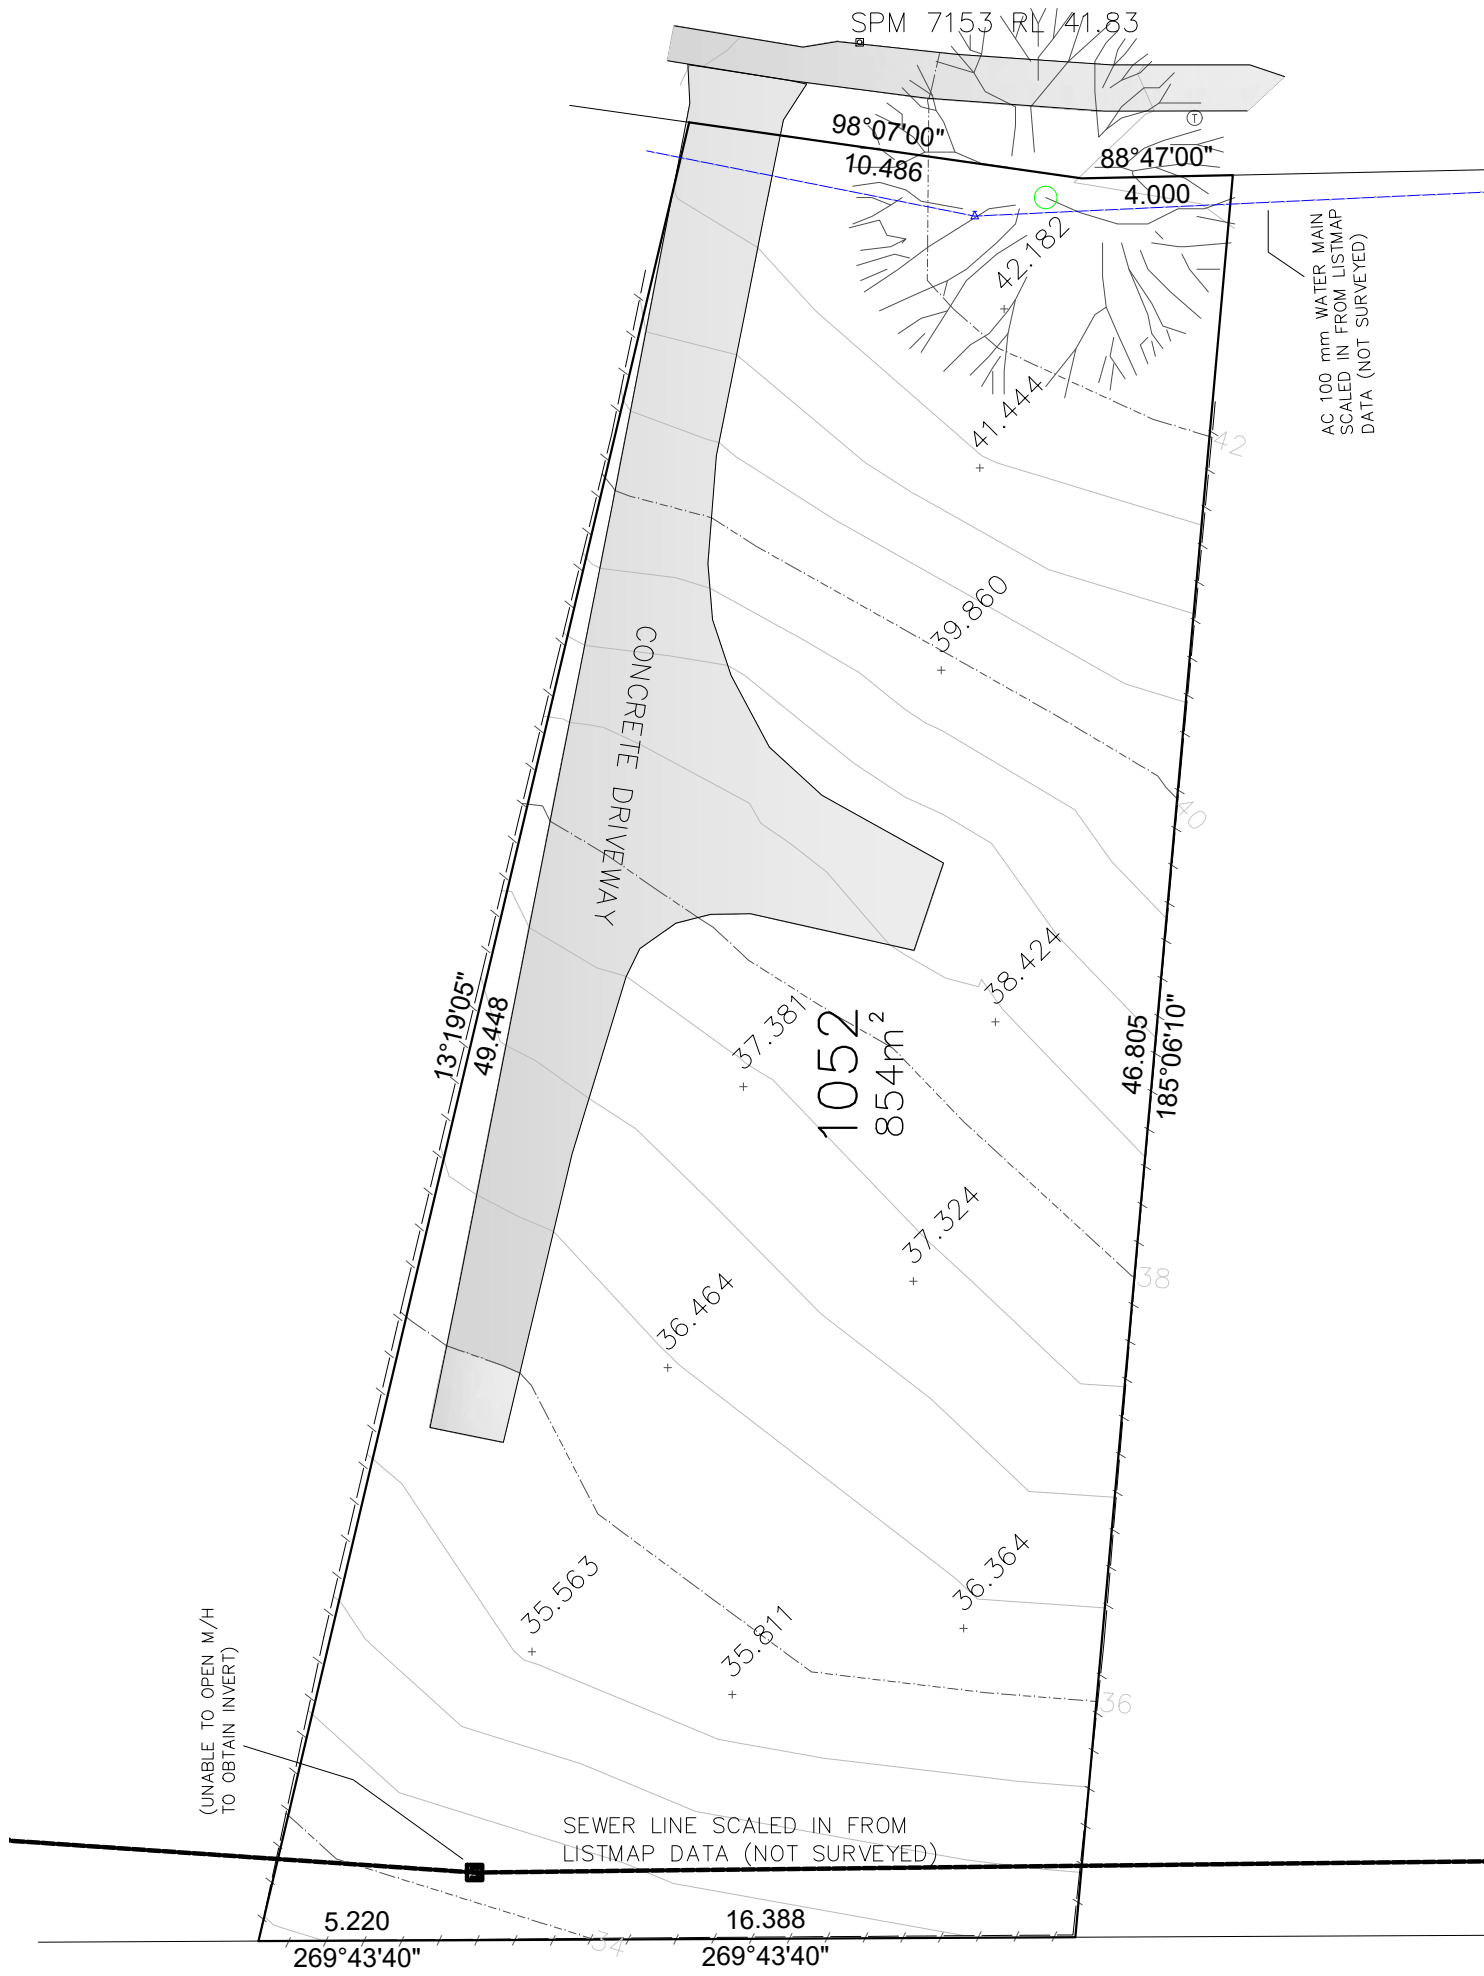 SPM 7153 RL 41.83
T
98°07'00"
10.486
88°47'00"
4.000
AC 100 mm WATER MAIN
SCALED IN FROM LISTMAP
DATA (NOT SURVEYED)
42.182
41.444
42
39.860
40
CONCRETE DRIVEWAY
38.424
37.381
13°19'05"
49.448
1052
854m²
46.805
185°06'10"
37.324
38
36.464
36.364
35.563
35.811
36
(UNABLE TO OPEN M/H
TO OBTAIN INVERT)
SEWER LINE SCALED IN FROM
LISTMAP DATA (NOT SURVEYED)
5.220
269°43'40"
34
16.388
269°43'40"